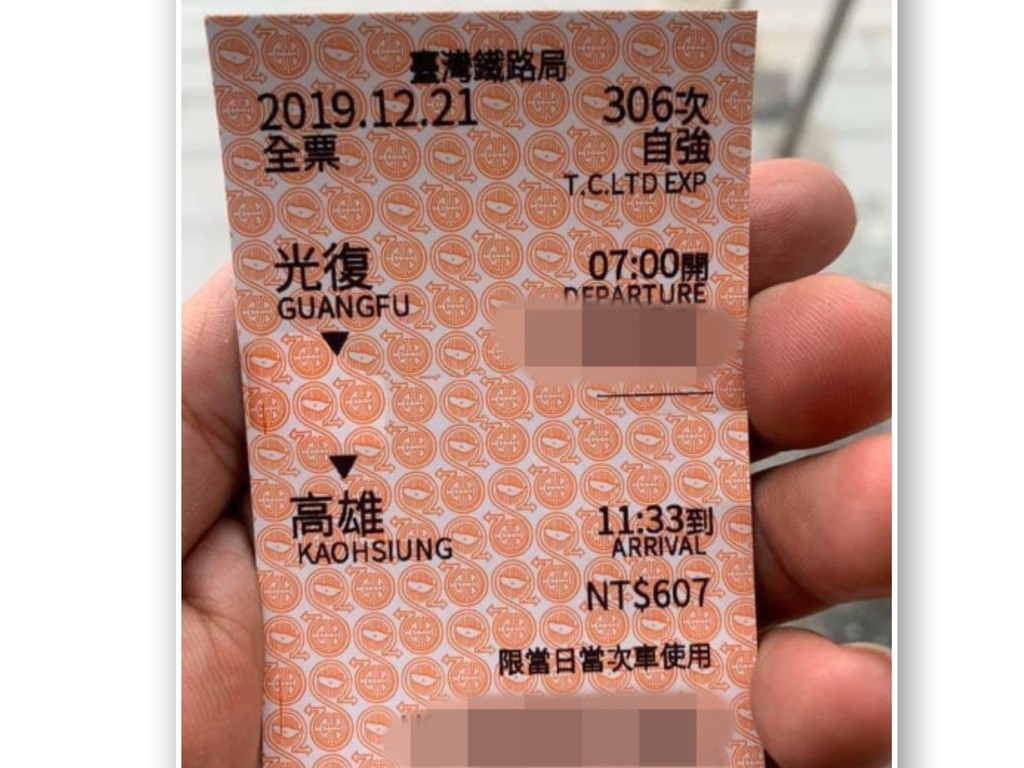 臺灣鐵路局
2019.12.21 306次
全票 自強
T.C.LTD EXP
光復 07:00開
GUANGFU DEPARTURE
高雄 11:33到
KAOHSIUNG ARRIVAL
NT$607
限當日當次車使用